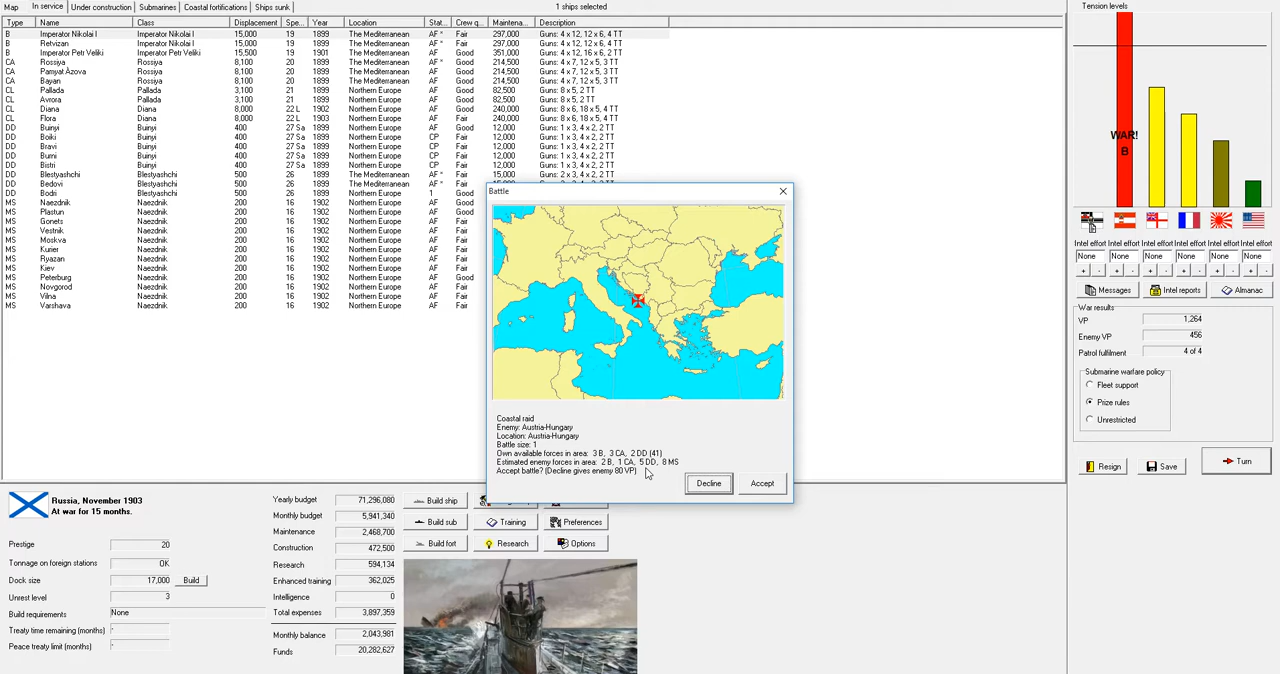 Map In service Under construction Submarines Coastal fortifications Ships sunk 1 ships selected Tension levels
Type Name Class Displacement Spe... Year Location Stat... Crew q... Maintena... Description
B Imperator Nikolai I Imperator Nikolai I 15,000 19 1899 The Mediterranean AF * Fair 297,000 Guns: 4 x 12, 12 x 6, 4 TT
B Retvizan Imperator Nikolai I 15,000 19 1899 The Mediterranean AF * Fair 297,000 Guns: 4 x 12, 12 x 6, 4 TT
B Imperator Petr Veliki Imperator Petr Veliki 15,500 19 1901 The Mediterranean AF Good 351,000 Guns: 4 x 12, 16 x 6, 2 TT
CA Rossiya Rossiya 8,100 20 1899 The Mediterranean AF * Good 214,500 Guns: 4 x 7, 12 x 5, 3 TT
CA Pamyat Àzova Rossiya 8,100 20 1899 The Mediterranean AF Good 214,500 Guns: 4 x 7, 12 x 5, 3 TT
CA Bayan Rossiya 8,100 20 1899 The Mediterranean AF Good 214,500 Guns: 4 x 7, 12 x 5, 3 TT
CL Pallada Pallada 3,100 21 1899 Northern Europe AF Good 82,500 Guns: 8 x 5, 2 TT
CL Avrora Pallada 3,100 21 1899 Northern Europe AF Good 82,500 Guns: 8 x 5, 2 TT
CL Diana Diana 8,000 22 L 1902 Northern Europe AF Good 240,000 Guns: 8 x 6, 18 x 5, 4 TT
CL Flora Diana 8,000 22 L 1903 Northern Europe AF Fair 240,000 Guns: 8 x 6, 18 x 5, 4 TT
DD Buinyi Buinyi 400 27 Sa 1899 Northern Europe AF Good 12,000 Guns: 1 x 3, 4 x 2, 2 TT
DD Boiki Buinyi 400 27 Sa 1899 Northern Europe CP Fair 12,000 Guns: 1 x 3, 4 x 2, 2 TT
DD Bravi Buinyi 400 27 Sa 1899 Northern Europe CP Fair 12,000 Guns: 1 x 3, 4 x 2, 2 TT
DD Burni Buinyi 400 27 Sa 1899 Northern Europe CP Fair 12,000 Guns: 1 x 3, 4 x 2, 2 TT
DD Bistri Buinyi 400 27 Sa 1899 Northern Europe CP Fair 12,000 Guns: 1 x 3, 4 x 2, 2 TT
DD Blestyashchi Blestyashchi 500 26 1899 The Mediterranean AF * Fair 15,000 Guns: 2 x 3, 4 x 2, 2 TT
DD Bedovi Blestyashchi 500 26 1899 The Mediterranean AF * Fair
DD Bodri Blestyashchi 500 26 1899 Northern Europe 1 Good
MS Naezdnik Naezdnik 200 16 1902 Northern Europe AF Good
MS Plastun Naezdnik 200 16 1902 Northern Europe AF Good
MS Gonets Naezdnik 200 16 1902 Northern Europe AF Fair
MS Vestnik Naezdnik 200 16 1902 Northern Europe AF Fair
MS Moskva Naezdnik 200 16 1902 Northern Europe AF Fair
MS Kurier Naezdnik 200 16 1902 Northern Europe AF Fair
MS Ryazan Naezdnik 200 16 1902 Northern Europe AF Fair
MS Kiev Naezdnik 200 16 1902 Northern Europe AF Fair
MS Peterburg Naezdnik 200 16 1902 Northern Europe AF Good
MS Novgorod Naezdnik 200 16 1902 Northern Europe AF Fair
MS Vilna Naezdnik 200 16 1902 Northern Europe AF Fair
MS Varshava Naezdnik 200 16 1902 Northern Europe AF Fair
Battle
Coastal raid
Enemy: Austria-Hungary
Location: Austria-Hungary
Battle size: 1
Own available forces in area: 3 B, 3 CA, 2 DD (41)
Estimated enemy forces in area: 2 B, 1 CA, 5 DD, 8 MS
Accept battle? (Decline gives enemy 80 VP)
Decline Accept
WAR!
B
Intel effort Intel effort Intel effort Intel effort Intel effort Intel effort
None None None None None None
+ - + - + - + - + - + -
Messages Intel reports Almanac
War results
VP 1,264
Enemy VP 456
Patrol fulfilment 4 of 4
Submarine warfare policy
Fleet support
Prize rules
Unrestricted
Resign Save Turn
Russia, November 1903
At war for 15 months.
Prestige 20
Tonnage on foreign stations OK
Dock size 17,000 Build
Unrest level 3
Build requirements None
Treaty time remaining (months) -
Peace treaty limit (months) -
Yearly budget 71,296,080
Monthly budget 5,941,340
Maintenance 2,468,700
Construction 472,500
Research 594,134
Enhanced training 362,025
Intelligence 0
Total expenses 3,897,359
Monthly balance 2,043,981
Funds 20,282,627
Build ship
Build sub Training Preferences
Build fort Research Options